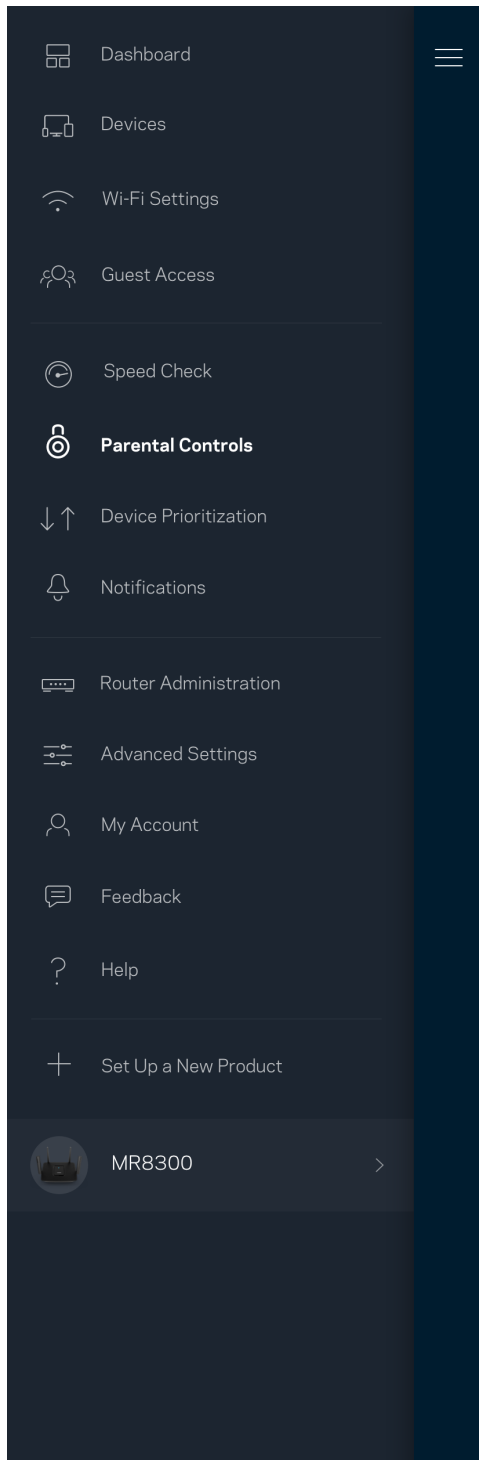 Dashboard
Devices
Wi-Fi Settings
Guest Access
Speed Check
Parental Controls
Device Prioritization
Notifications
Router Administration
Advanced Settings
My Account
Feedback
Help
Set Up a New Product
MR8300